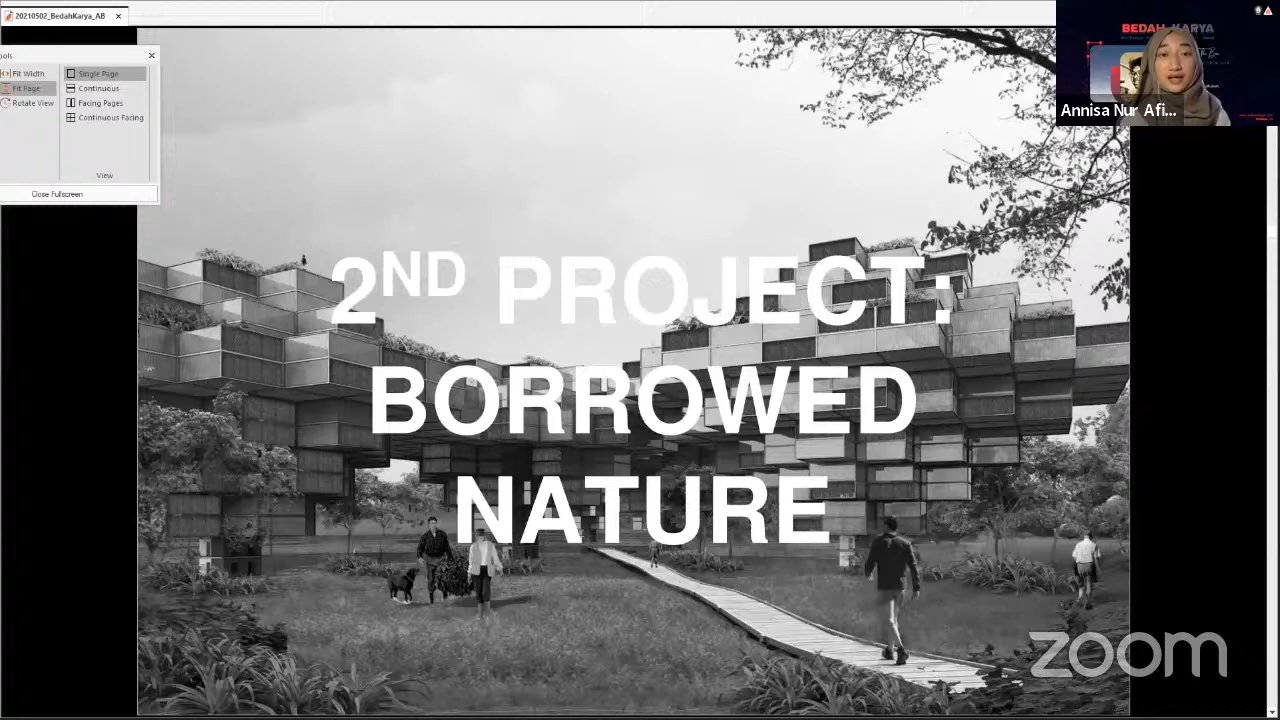 20210502_BedahKarya_AB
ools
Fit Width
Fit Page
Rotate View
Single Page
Continuous
Facing Pages
Continuous Facing
View
Close Fullscreen
BEDAH KARYA
Annisa Nur Afi...
2ND PROJECT:
BORROWED
NATURE
zoom